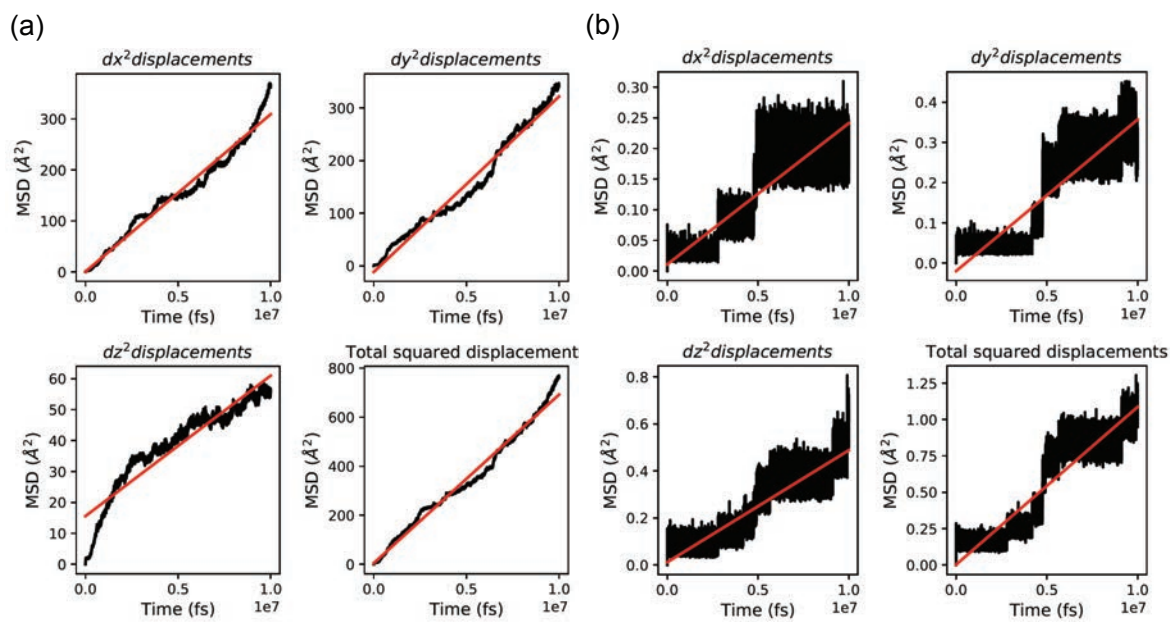 (a)
(b)
dx²displacements
MSD (Å²)
300
200
100
0
0.0
0.5
1.0
1e7
Time (fs)
dy²displacements
MSD (Å²)
300
200
100
0
0.0
0.5
1.0
1e7
Time (fs)
dx²displacements
MSD (Å²)
0.30
0.25
0.20
0.15
0.10
0.05
0.00
0.0
0.5
1.0
1e7
Time (fs)
dy²displacements
MSD (Å²)
0.4
0.3
0.2
0.1
0.0
0.0
0.5
1.0
1e7
Time (fs)
dz²displacements
MSD (Å²)
60
50
40
30
20
10
0
0.0
0.5
1.0
1e7
Time (fs)
Total squared displacement
MSD (Å²)
800
600
400
200
0
0.0
0.5
1.0
1e7
Time (fs)
dz²displacements
MSD (Å²)
0.8
0.6
0.4
0.2
0.0
0.0
0.5
1.0
1e7
Time (fs)
Total squared displacements
MSD (Å²)
1.25
1.00
0.75
0.50
0.25
0.00
0.0
0.5
1.0
1e7
Time (fs)